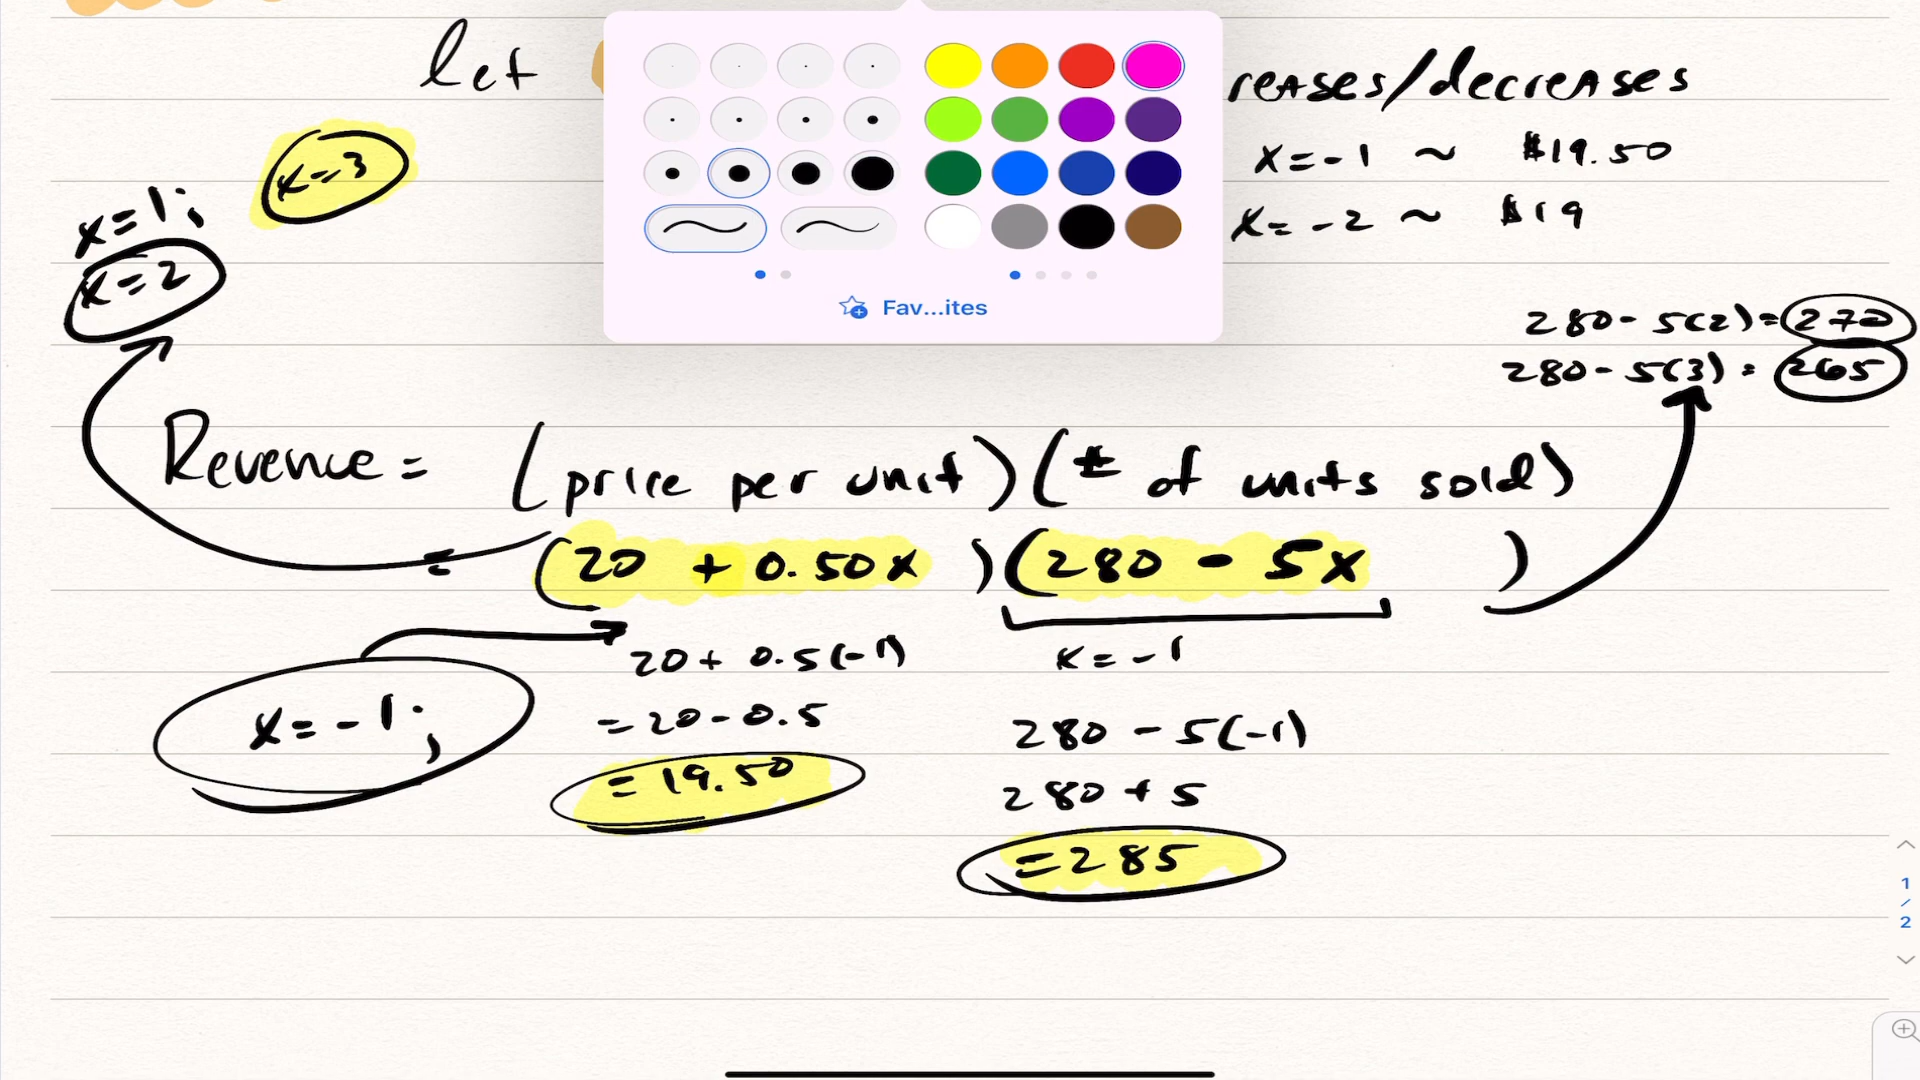 let
reases/decreases
x=-1 ~ $19.50
x=3
x=1;
x=-2 ~ $19
x=2
Fav...ites
280-5(2)=270
280-5(3)=265
Revenue= (price per unit)(# of units sold)
= (20 + 0.50x )(280 - 5x )
20+ 0.5(-1)
x=-1
x=-1;
=20-0.5
280 - 5(-1)
=19.50
280 + 5
=285
1
/
2